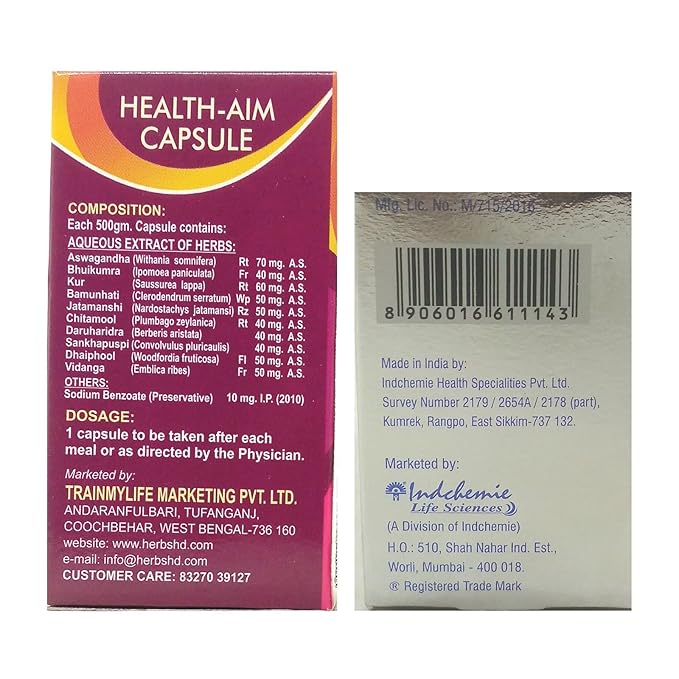 HEALTH-AIM
CAPSULE
COMPOSITION:
Each 500gm. Capsule contains:
AQUEOUS EXTRACT OF HERBS:
Aswagandha (Withania somnifera) Rt 70 mg. A.S.
Bhuikumra (Ipomoea paniculata) Fr 40 mg. A.S.
Kur (Saussurea lappa) Rt 60 mg. A.S.
Bamunhati (Clerodendrum serratum) Wp 50 mg. A.S.
Jatamanshi (Nardostachys jatamansi) Rz 50 mg. A.S.
Chitamool (Plumbago zeylanica) Rt 40 mg. A.S.
Daruharidra (Berberis aristata) 40 mg. A.S.
Sankhapuspi (Convolvulus pluricaulis) 40 mg. A.S.
Dhaiphool (Woodfordia fruticosa) Fl 50 mg. A.S.
Vidanga (Emblica ribes) Fr 50 mg. A.S.
OTHERS:
Sodium Benzoate (Preservative) 10 mg. I.P. (2010)
DOSAGE:
1 capsule to be taken after each
meal or as directed by the Physician.
Marketed by:
TRAINMYLIFE MARKETING PVT. LTD.
ANDARANFULBARI, TUFANGANJ,
COOCHBEHAR, WEST BENGAL-736 160
website: www.herbshd.com
e-mail: info@herbshd.com
CUSTOMER CARE: 83270 39127
Mfg. Lic. No.: M/715/2016
8 906016 611143
Made in India by:
Indchemie Health Specialities Pvt. Ltd.
Survey Number 2179 / 2654A / 2178 (part),
Kumrek, Rangpo, East Sikkim-737 132.
Marketed by:
Indchemie
Life Sciences
(A Division of Indchemie)
H.O.: 510, Shah Nahar Ind. Est.,
Worli, Mumbai - 400 018.
® Registered Trade Mark